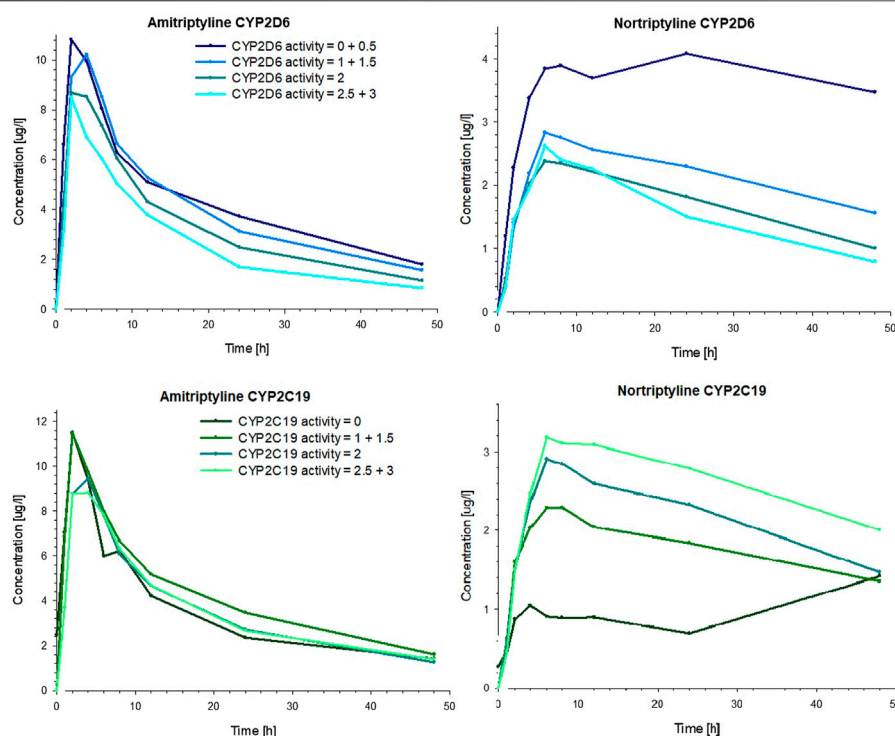 Amitriptyline CYP2D6
CYP2D6 activity = 0 + 0.5
CYP2D6 activity = 1 + 1.5
CYP2D6 activity = 2
CYP2D6 activity = 2.5 + 3
Concentration [ug/l]
10
8
6
4
2
0
0 10 20 30 40 50
Time [h]
Nortriptyline CYP2D6
Concentration [ug/l]
4
3
2
1
0
0 10 20 30 40 50
Time [h]
Amitriptyline CYP2C19
CYP2C19 activity = 0
CYP2C19 activity = 1 + 1.5
CYP2C19 activity = 2
CYP2C19 activity = 2.5 + 3
Concentration [ug/l]
12
10
8
6
4
2
0
0 10 20 30 40 50
Time [h]
Nortriptyline CYP2C19
Concentration [ug/l]
3
2
1
0
0 10 20 30 40 50
Time [h]